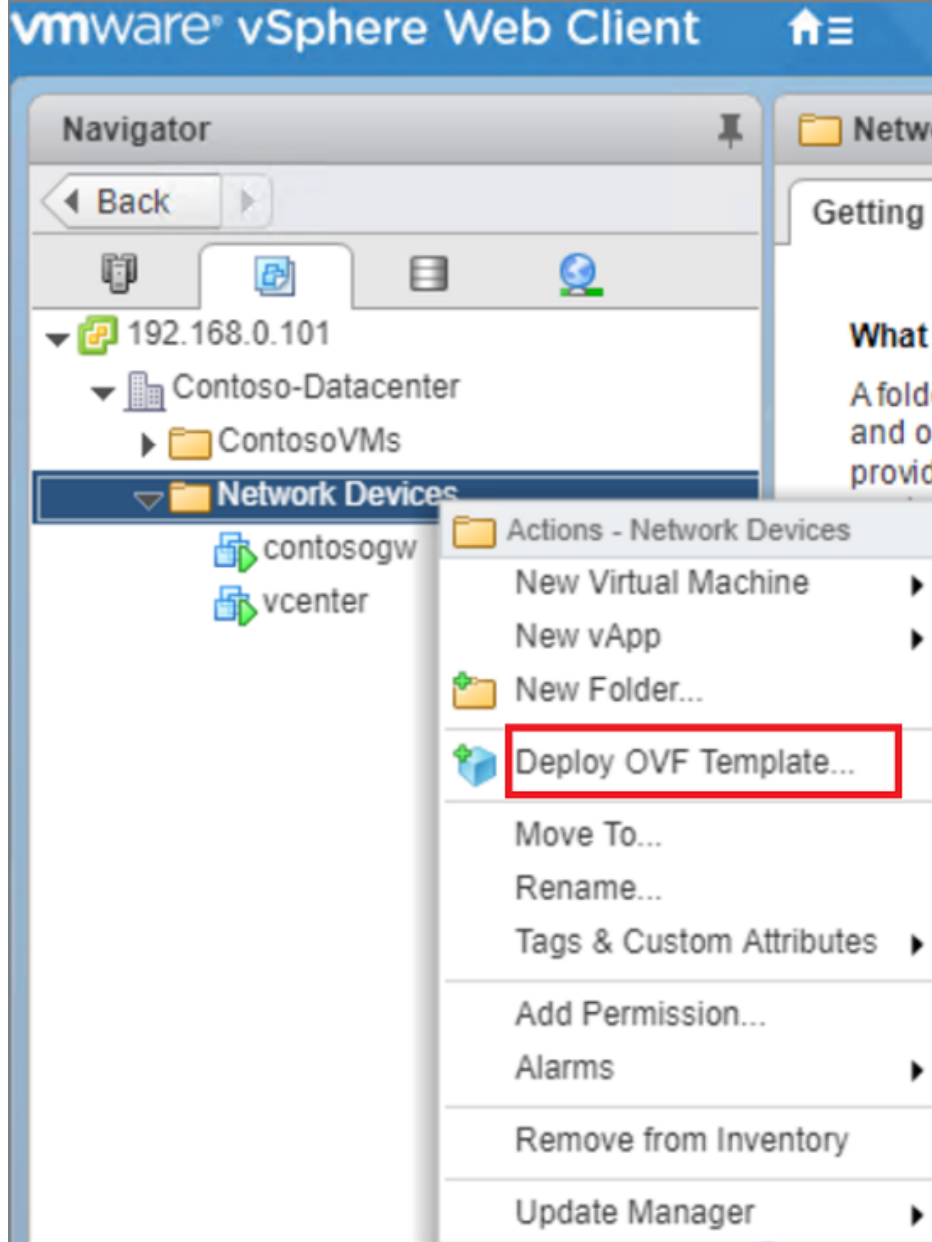 vmware® vSphere Web Client
Navigator
Back
Getting
192.168.0.101
What
Contoso-Datacenter
A fold
ContosoVMs
and o
Network Devices
provid
Actions - Network Devices
contosogw
New Virtual Machine
vcenter
New vApp
New Folder...
Deploy OVF Template...
Move To...
Rename...
Tags & Custom Attributes
Add Permission...
Alarms
Remove from Inventory
Update Manager